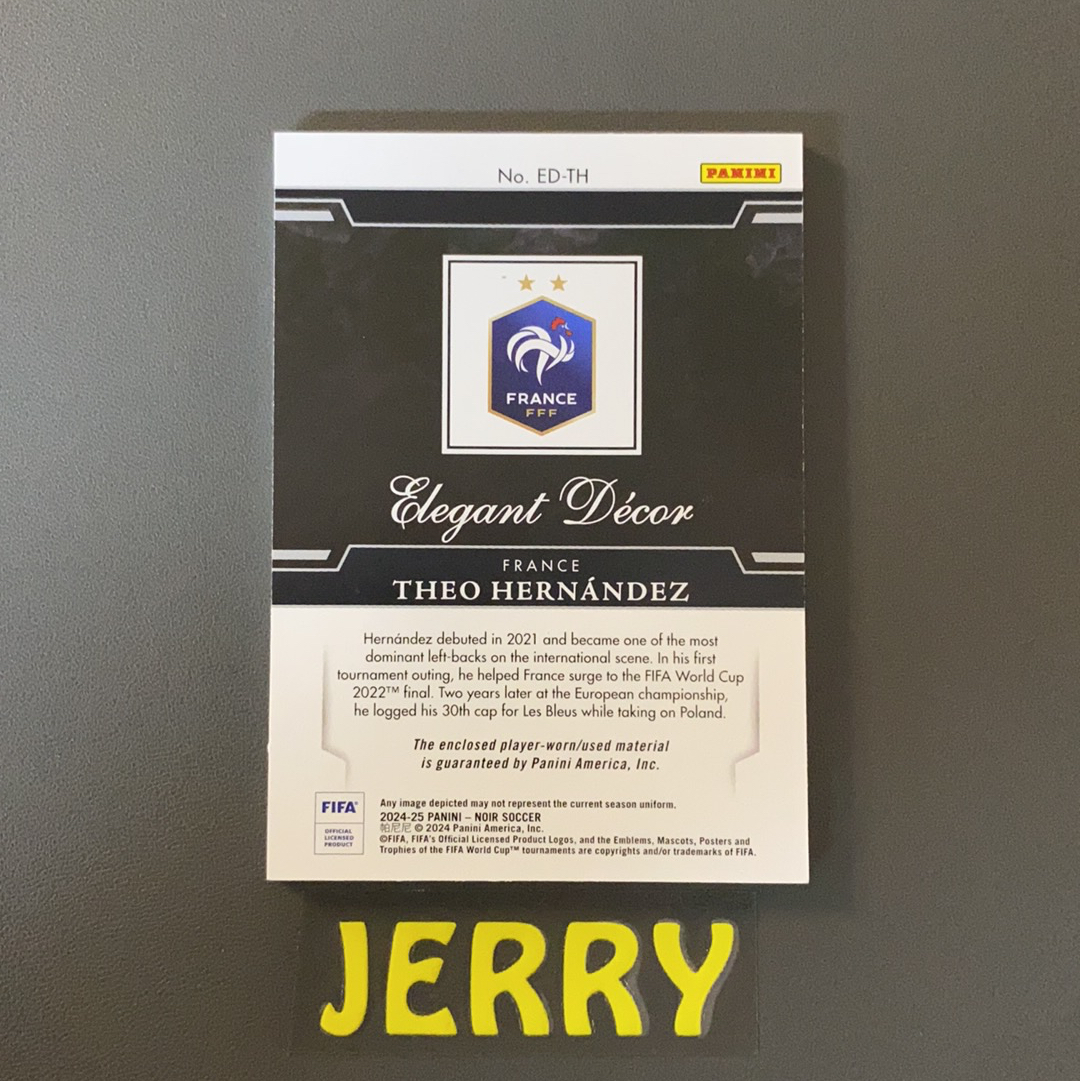 No. ED-TH
PANINI
FRANCE
FFF
Elegant Décor
FRANCE
THEO HERNÁNDEZ
Hernández debuted in 2021 and became one of the most
dominant left-backs on the international scene. In his first
tournament outing, he helped France surge to the FIFA World Cup
2022™ final. Two years later at the European championship,
he logged his 30th cap for Les Bleus while taking on Poland.
The enclosed player-worn/used material
is guaranteed by Panini America, Inc.
FIFA®
OFFICIAL
LICENSED
PRODUCT
Any image depicted may not represent the current season uniform.
2024-25 PANINI – NOIR SOCCER
帕尼尼 © 2024 Panini America, Inc.
©FIFA, FIFA's Official Licensed Product Logos, and the Emblems, Mascots, Posters and
Trophies of the FIFA World Cup™ tournaments are copyrights and/or trademarks of FIFA.
JERRY